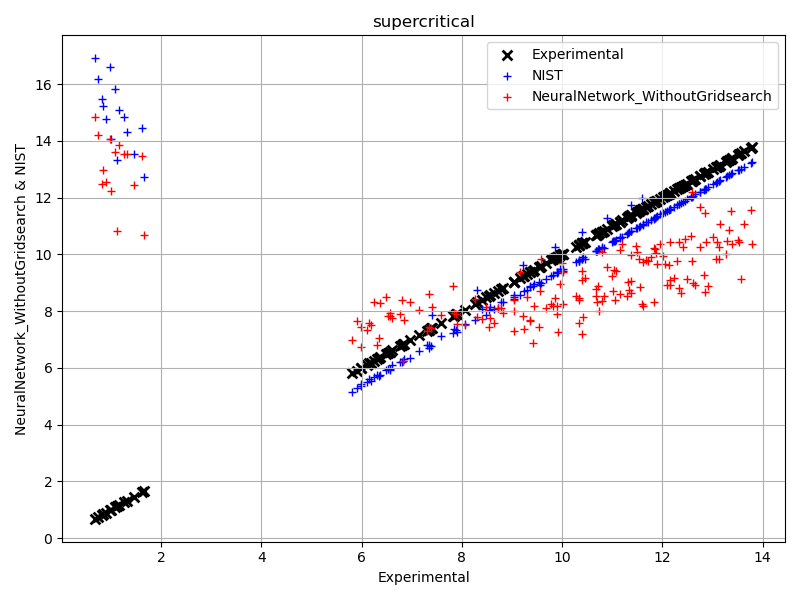 supercritical
Experimental
NIST
NeuralNetwork_WithoutGridsearch
NeuralNetwork_WithoutGridsearch & NIST
16
14
12
10
8
6
4
2
0
2 4 6 8 10 12 14
Experimental